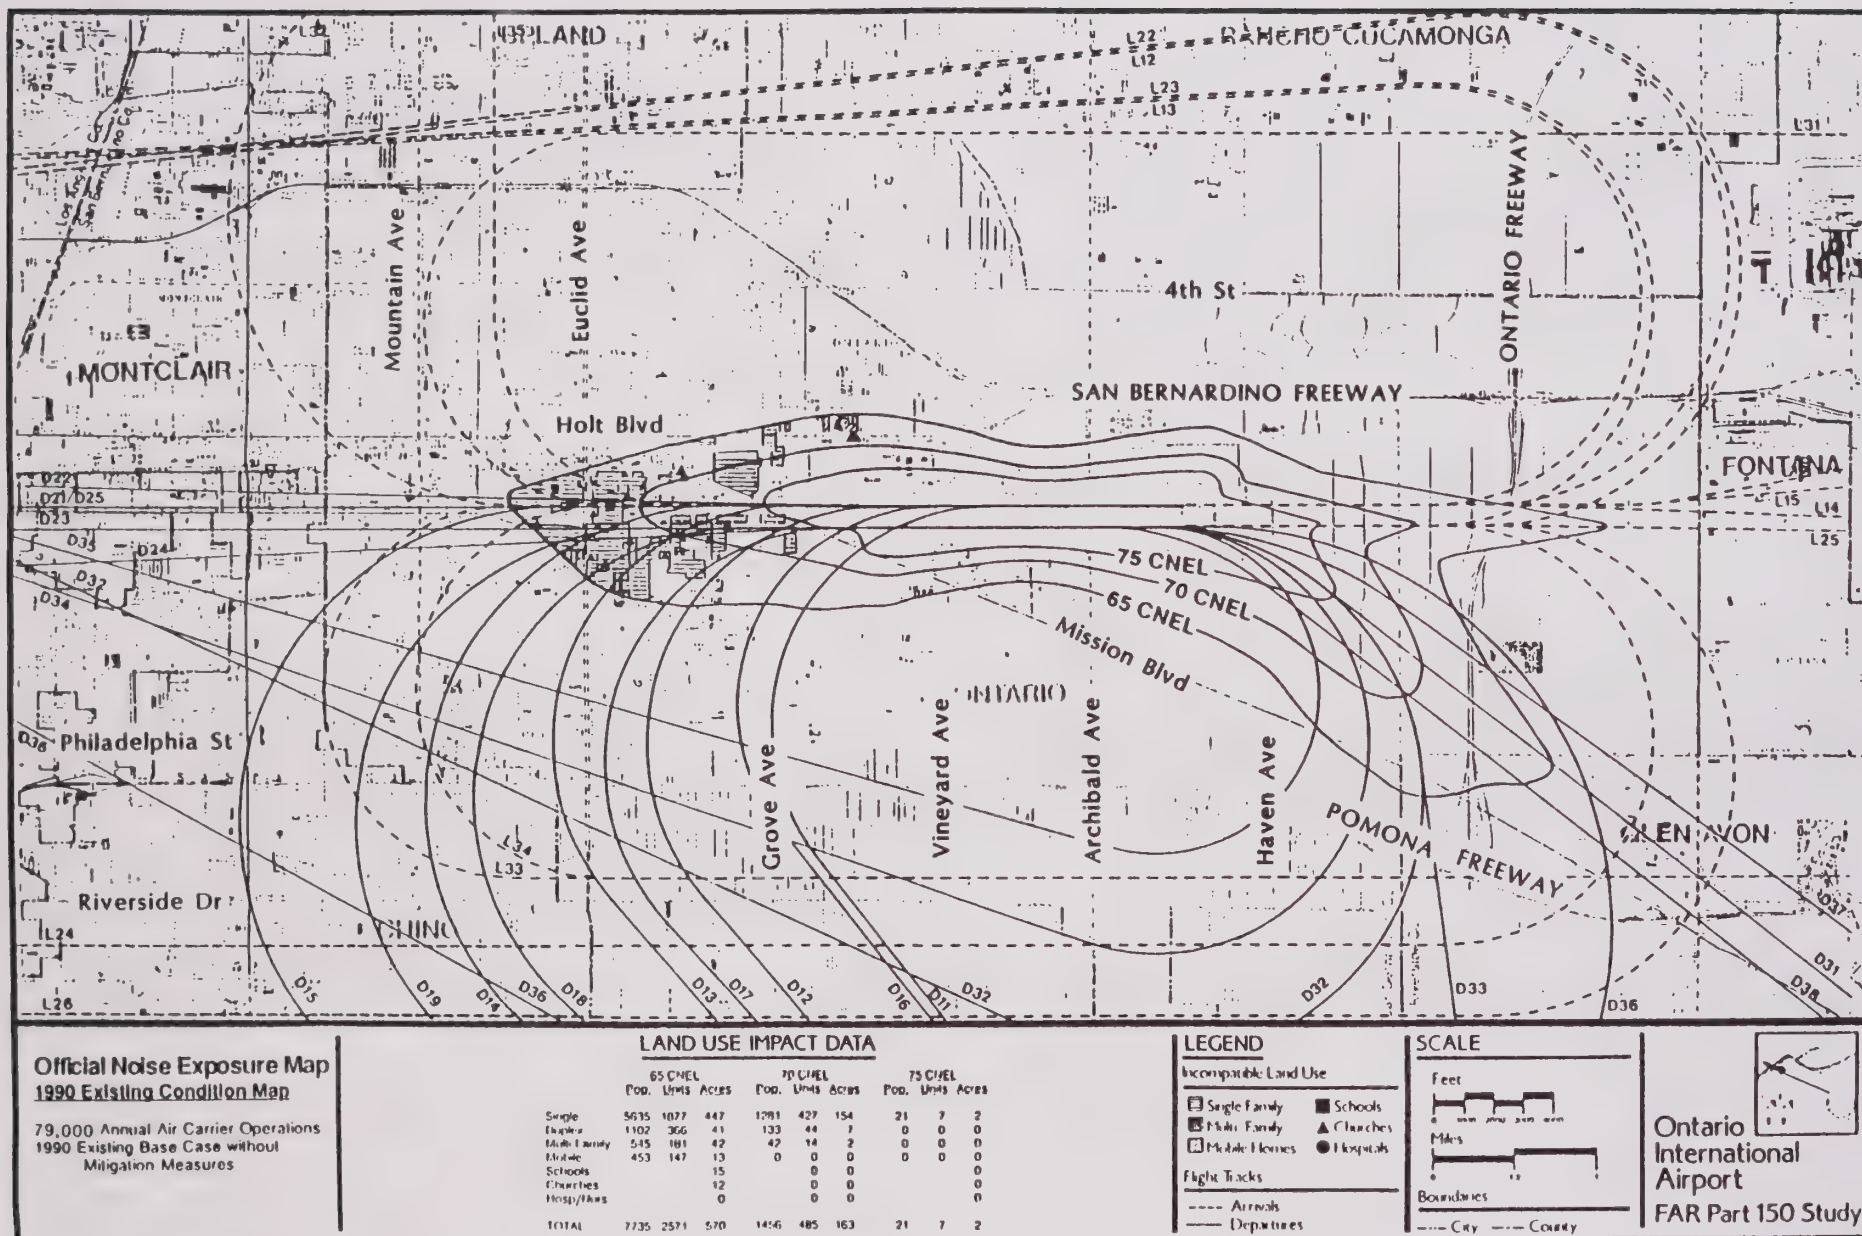 UPLAND
RANCHO CUCAMONGA
L22
L12
L23
L13
L31
Mountain Ave
Euclid Ave
ONTARIO FREEWAY
4th St
MONTCLAIR
SAN BERNARDINO FREEWAY
Holt Blvd
FONTANA
D22
D21/D25
D23
D35
D24
D32
D34
L15
L14
L25
75 CNEL
70 CNEL
65 CNEL
Mission Blvd
ONTARIO
D36
Philadelphia St
Grove Ave
Vineyard Ave
Archibald Ave
Haven Ave
POMONA FREEWAY
GLEN AVON
L34
L33
Riverside Dr
CHINO
L24
L26
D15
D19
D14
D36
D18
D13
D17
D12
D16
D11
D32
D32
D33
D36
D37
D31
D38
Official Noise Exposure Map
1990 Existing Condition Map
79,000 Annual Air Carrier Operations
1990 Existing Base Case without
Mitigation Measures
LAND USE IMPACT DATA
65 CNEL 70 CNEL 75 CNEL
Pop. Units Acres Pop. Units Acres Pop. Units Acres
Single 5635 1877 447 1281 427 154 21 7 2
Duplex 1102 366 41 133 44 7 0 0 0
Multi Family 545 181 42 42 14 2 0 0 0
Mobile 453 147 13 0 0 0 0 0 0
Schools 15 0 0 0
Churches 12 0 0 0
Hosp/Nurs 0 0 0 0
TOTAL 7735 2571 570 1456 485 163 21 7 2
LEGEND
Incompatible Land Use
Single Family
Schools
Multi Family
Churches
Mobile Homes
Hospitals
Flight Tracks
Arrivals
Departures
SCALE
Feet
Miles
Boundaries
City County
Ontario
International
Airport
FAR Part 150 Study